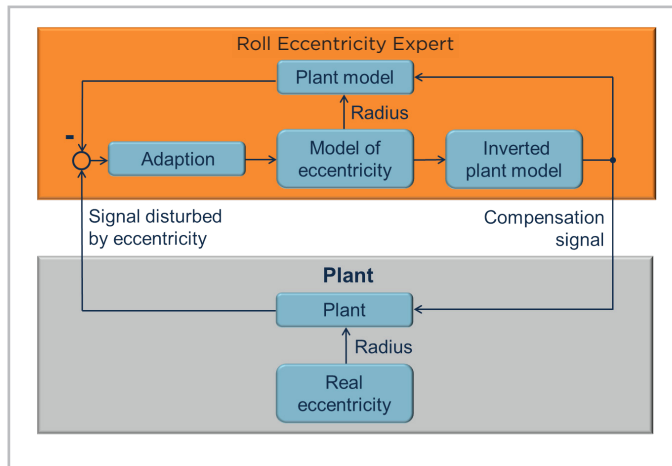 Roll Eccentricity Expert
Plant model
-
Radius
Adaption
Model of
eccentricity
Inverted
plant model
Signal disturbed
by eccentricity
Compensation
signal
Plant
Plant
Radius
Real
eccentricity